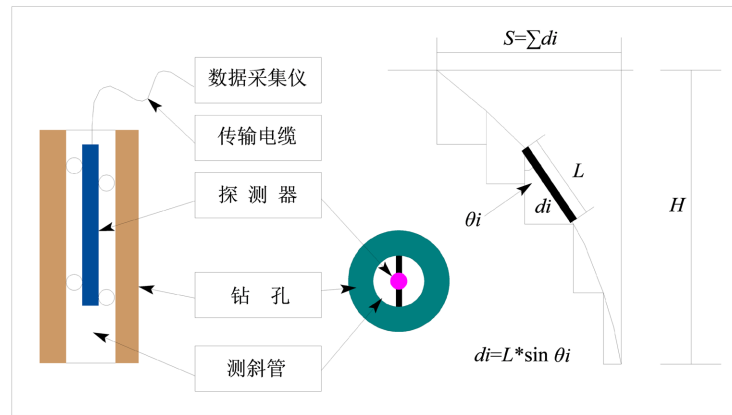 数据采集仪
传输电缆
探 测 器
钻 孔
测斜管
S=∑di
L
θi
di
H
di=L*sin θi